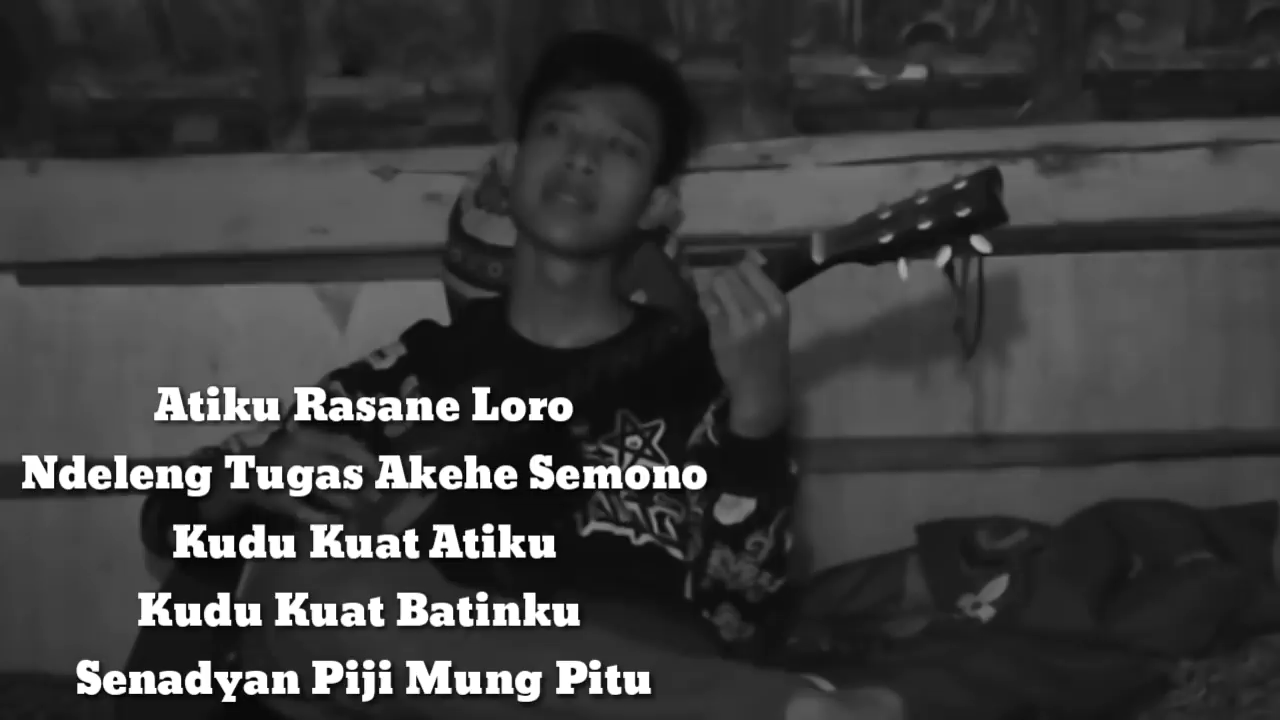 Atiku Rasane Loro
Ndeleng Tugas Akehe Semono
Kudu Kuat Atiku
Kudu Kuat Batinku
Senadyan Piji Mung Pitu